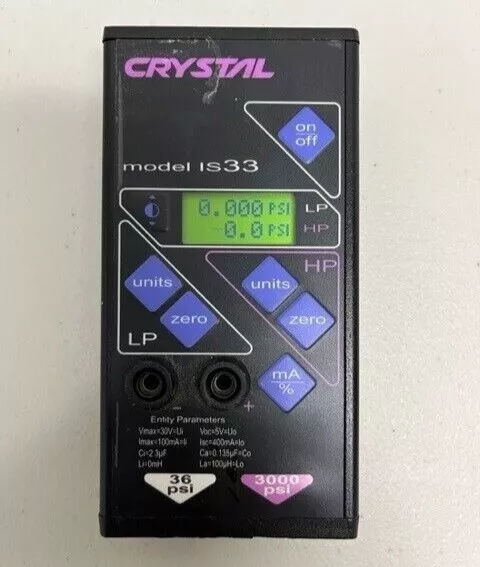 CRYSTAL
on
off
model IS33
0.000 PSI LP
-0.0 PSI HP
HP
units
units
zero
zero
LP
mA
%
- +
Entity Parameters
Vmax=30V=Ui Voc=5V=Uo
Imax=100mA=Ii Isc=400mA=Io
Ci=2.3µF Ca=0.138µF=Co
Li=0mH La=100µH=Lo
36
psi
3000
psi